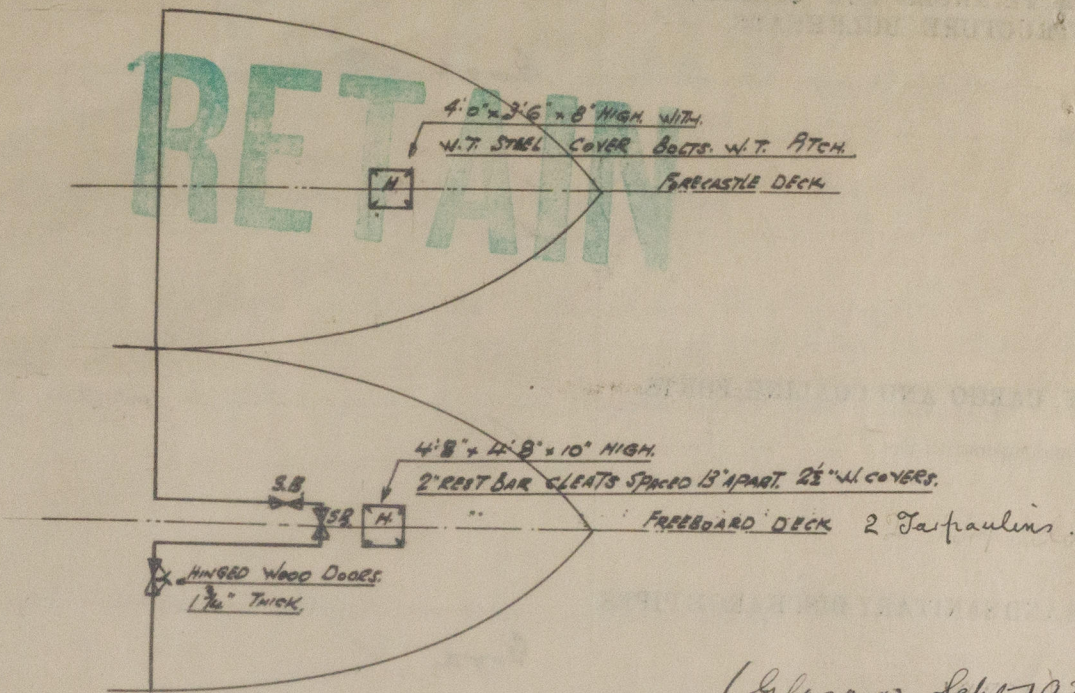 RETAIN
4'·0" x 3'·6" x 8" HIGH. WITH.
W.T. STEEL COVER BOLTS. W.T. PITCH.
H
FORECASTLE DECK
4'·8" x 4'·8" x 10" HIGH.
2" REST BAR CLEATS SPACED 13" APART. 2½" W. COVERS.
S.B
S.B.
H.
FREEBOARD DECK 2 Tarpaulins.
HINGED WOOD DOORS.
1¾" THICK.